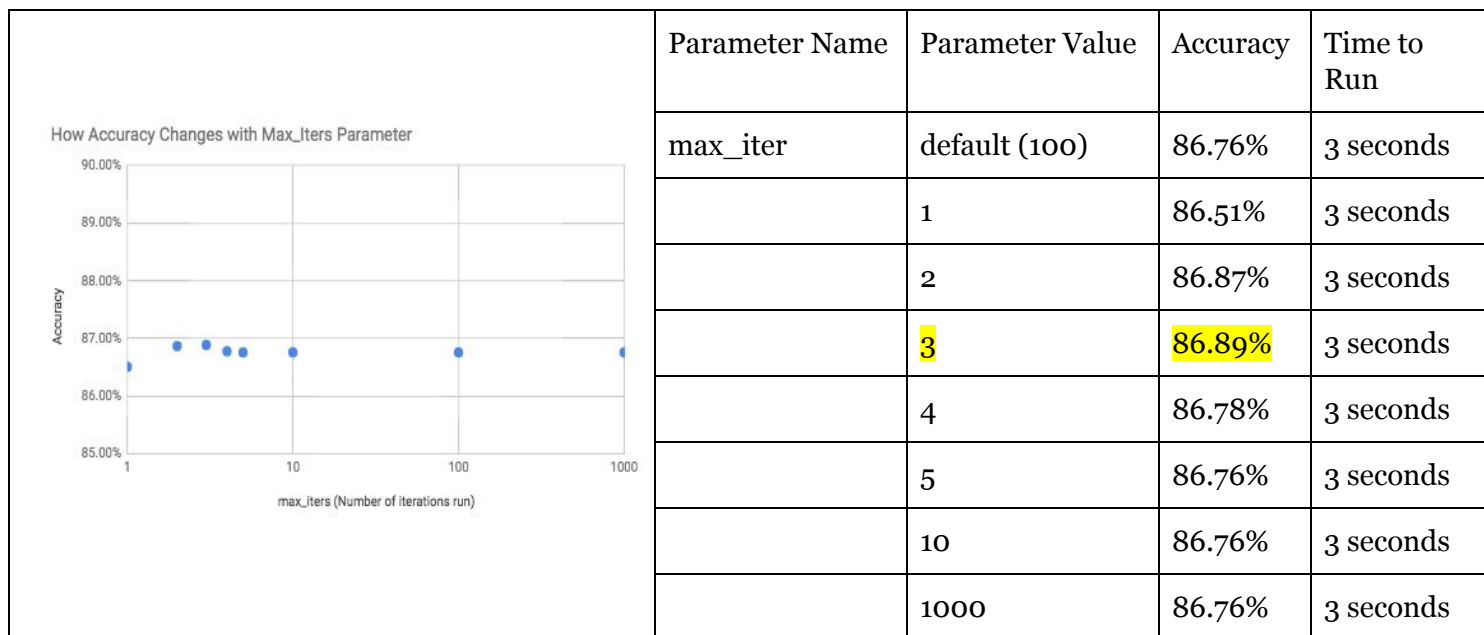 How Accuracy Changes with Max_Iters Parameter
90.00%
89.00%
88.00%
87.00%
86.00%
85.00%
Accuracy
1 10 100 1000
max_iters (Number of iterations run)
Parameter Name Parameter Value Accuracy Time to
Run
max_iter default (100) 86.76% 3 seconds
1 86.51% 3 seconds
2 86.87% 3 seconds
3 86.89% 3 seconds
4 86.78% 3 seconds
5 86.76% 3 seconds
10 86.76% 3 seconds
1000 86.76% 3 seconds